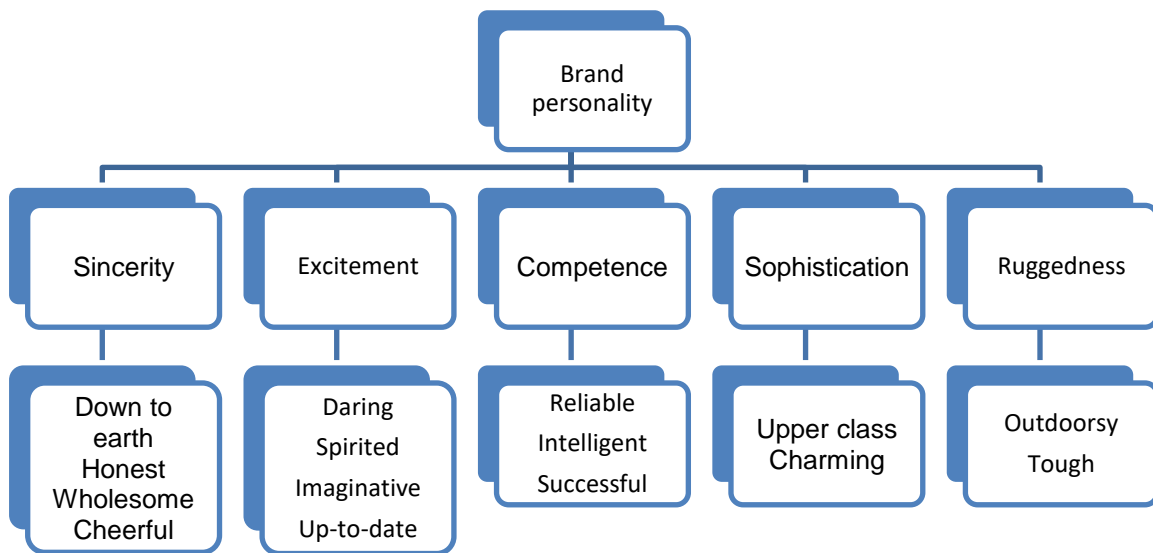 Brand
personality
Sincerity
Excitement
Competence
Sophistication
Ruggedness
Down to
earth
Honest
Wholesome
Cheerful
Daring
Spirited
Imaginative
Up-to-date
Reliable
Intelligent
Successful
Upper class
Charming
Outdoorsy
Tough